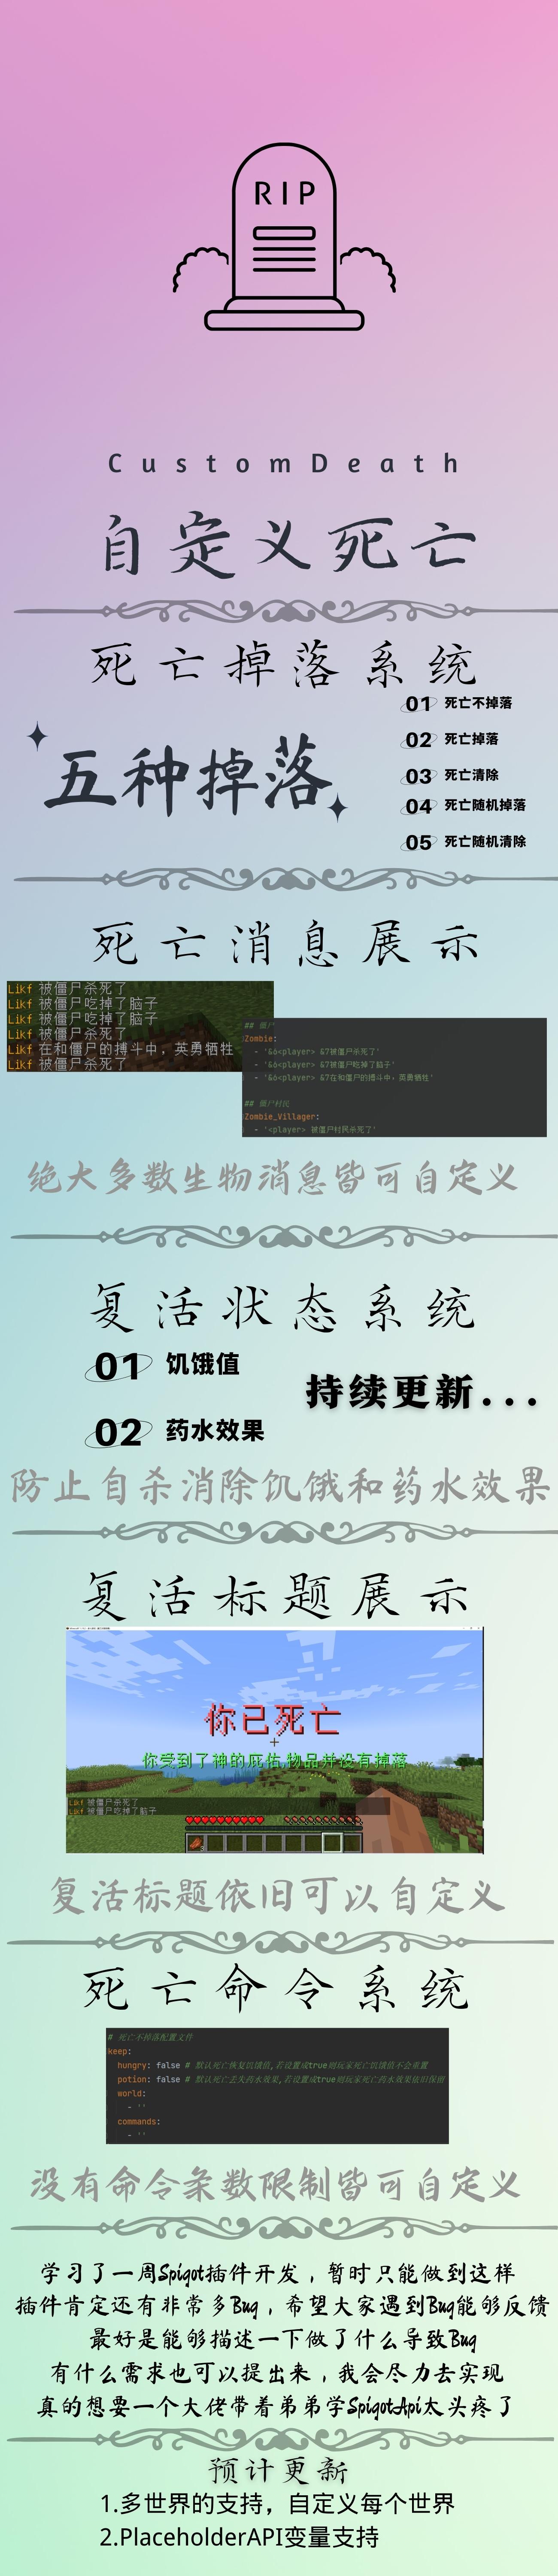 RIP
CustomDeath
自定义死亡
死亡掉落系统
五种掉落
01 死亡不掉落
02 死亡掉落
03 死亡清除
04 死亡随机掉落
05 死亡随机清除
死亡消息展示
Likf 被僵尸杀死了
Likf 被僵尸吃掉了脑子
Likf 被僵尸吃掉了脑子
Likf 被僵尸杀死了
Likf 在和僵尸的搏斗中，英勇牺牲
Likf 被僵尸杀死了
## 僵尸
Zombie:
- '&6<player> &7被僵尸杀死了'
- '&6<player> &7被僵尸吃掉了脑子'
- '&6<player> &7在和僵尸的搏斗中，英勇牺牲'
## 僵尸村民
Zombie_Villager:
- '<player> 被僵尸村民杀死了'
绝大多数生物消息皆可自定义
复活状态系统
01 饥饿值
02 药水效果
持续更新...
防止自杀消除饥饿和药水效果
复活标题展示
你已死亡
你受到了神的庇佑,物品并没有掉落
Likf 被僵尸杀死了
Likf 被僵尸吃掉了脑子
复活标题依旧可以自定义
死亡命令系统
# 死亡不掉落配置文件
keep:
hungry: false # 默认死亡恢复饥饿值,若设置成true则玩家死亡饥饿值不会重置
potion: false # 默认死亡丢失药水效果,若设置成true则玩家死亡药水效果依旧保留
world:
- ''
commands:
- ''
没有命令条数限制皆可自定义
学习了一周Spigot插件开发，暂时只能做到这样
插件肯定还有非常多Bug，希望大家遇到Bug能够反馈
最好是能够描述一下做了什么导致Bug
有什么需求也可以提出来，我会尽力去实现
真的想要一个大佬带着弟弟学SpigotApi太头疼了
预计更新
1.多世界的支持，自定义每个世界
2.PlaceholderAPI变量支持